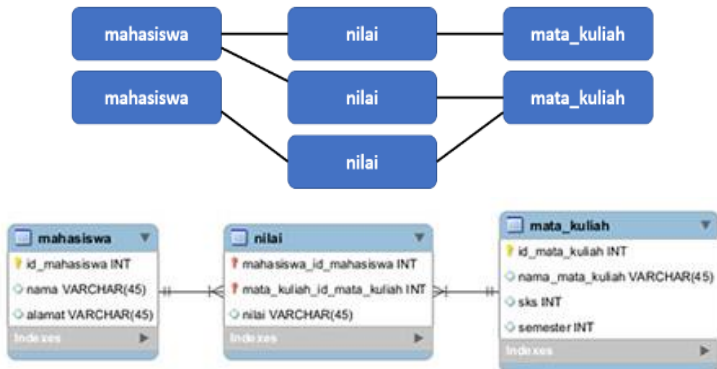 mahasiswa nilai mata_kuliah
mahasiswa nilai mata_kuliah
nilai
mahasiswa
id_mahasiswa INT
nama VARCHAR(45)
alamat VARCHAR(45)
Indexes
nilai
mahasiswa_id_mahasiswa INT
mata_kuliah_id_mata_kuliah INT
nilai VARCHAR(45)
Indexes
mata_kuliah
id_mata_kuliah INT
nama_mata_kuliah VARCHAR(45)
sks INT
semester INT
Indexes